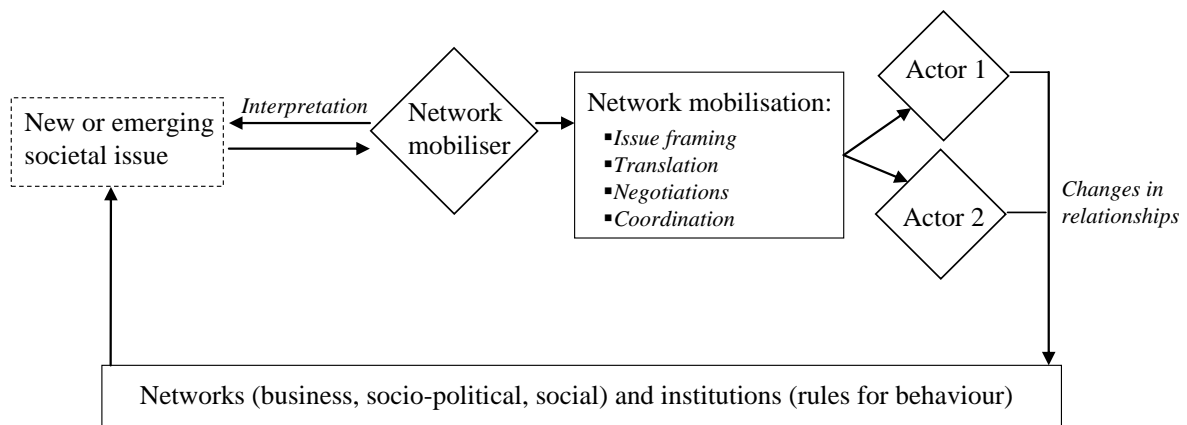 New or emerging
societal issue
Interpretation
Network
mobiliser
Network mobilisation:
▪Issue framing
▪Translation
▪Negotiations
▪Coordination
Actor 1
Actor 2
Changes in
relationships
Networks (business, socio-political, social) and institutions (rules for behaviour)